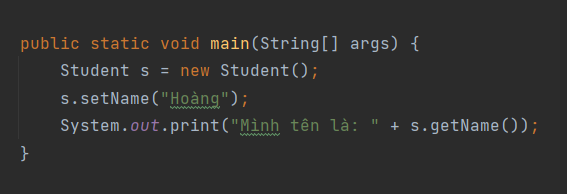 public static void main(String[] args) {
Student s = new Student();
s.setName("Hoàng");
System.out.print("Mình tên là: " + s.getName());
}